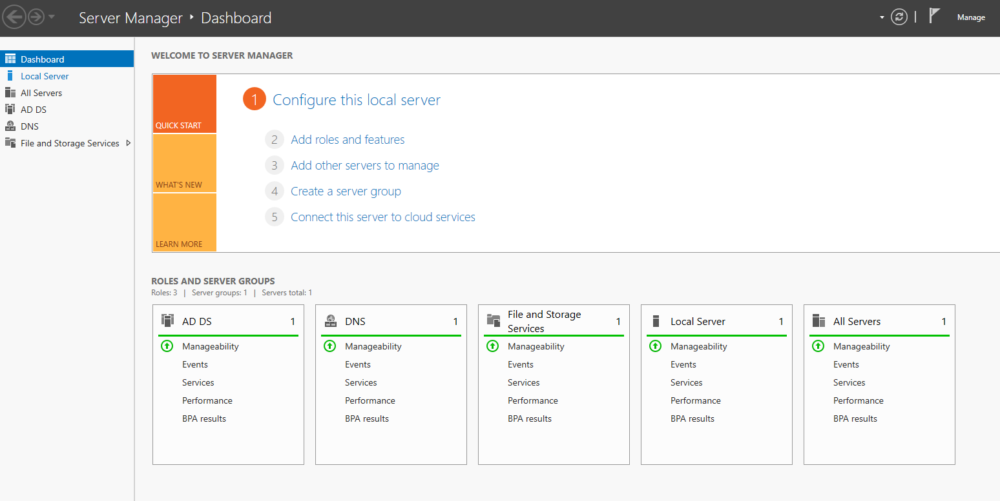 Server Manager ‣ Dashboard
Manage
Dashboard
Local Server
All Servers
AD DS
DNS
File and Storage Services
WELCOME TO SERVER MANAGER
QUICK START
WHAT'S NEW
LEARN MORE
1 Configure this local server
2 Add roles and features
3 Add other servers to manage
4 Create a server group
5 Connect this server to cloud services
ROLES AND SERVER GROUPS
Roles: 3 | Server groups: 1 | Servers total: 1
AD DS 1
Manageability
Events
Services
Performance
BPA results
DNS 1
Manageability
Events
Services
Performance
BPA results
File and Storage
Services 1
Manageability
Events
Services
Performance
BPA results
Local Server 1
Manageability
Events
Services
Performance
BPA results
All Servers 1
Manageability
Events
Services
Performance
BPA results